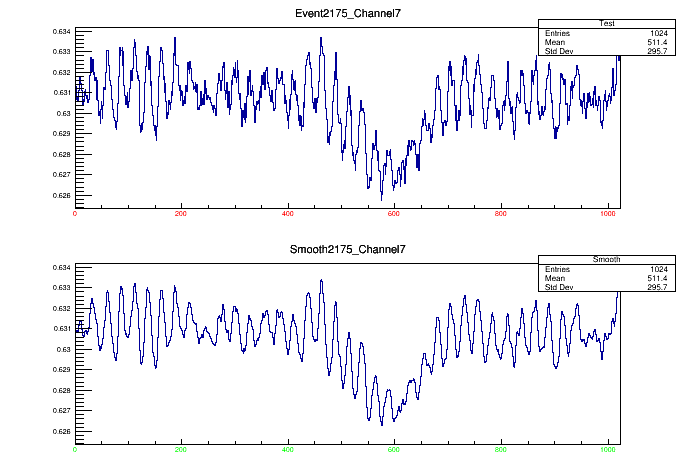 Event2175_Channel7
Test
Entries 1024
Mean 511.4
Std Dev 295.7
0.634
0.633
0.632
0.631
0.63
0.629
0.628
0.627
0.626
0 200 400 600 800 1000
Smooth2175_Channel7
Smooth
Entries 1024
Mean 511.4
Std Dev 295.7
0.634
0.633
0.632
0.631
0.63
0.629
0.628
0.627
0.626
0 200 400 600 800 1000